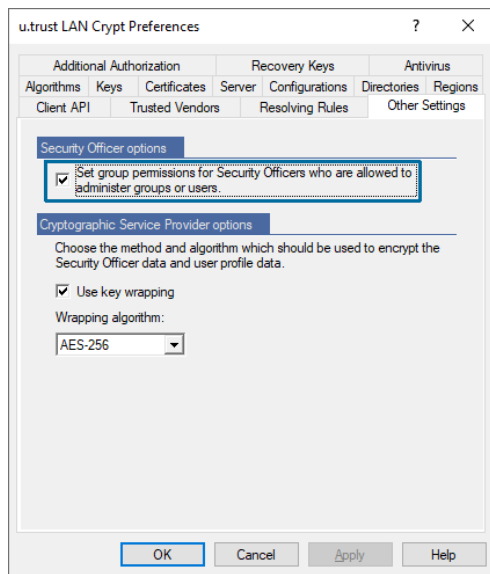 u.trust LAN Crypt Preferences
Additional Authorization Recovery Keys Antivirus
Algorithms Keys Certificates Server Configurations Directories Regions
Client API Trusted Vendors Resolving Rules Other Settings
Security Officer options
Set group permissions for Security Officers who are allowed to
administer groups or users.
Cryptographic Service Provider options
Choose the method and algorithm which should be used to encrypt the
Security Officer data and user profile data.
Use key wrapping
Wrapping algorithm:
AES-256
OK Cancel Apply Help